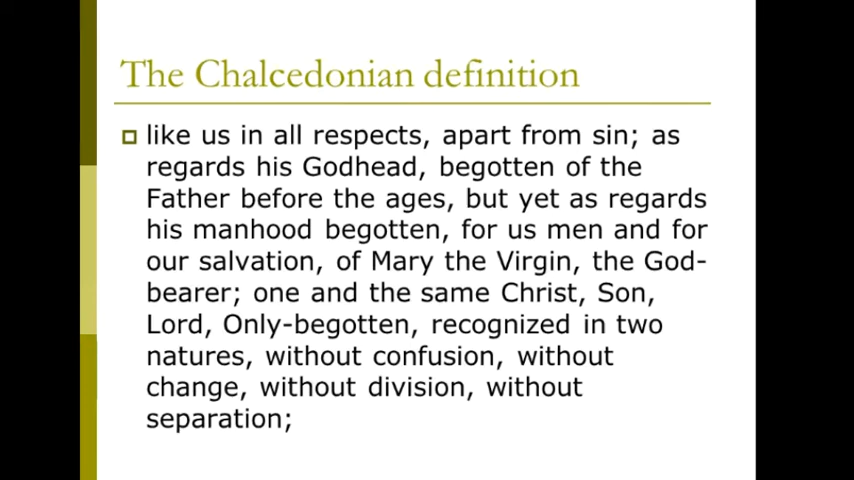 The Chalcedonian definition
like us in all respects, apart from sin; as
regards his Godhead, begotten of the
Father before the ages, but yet as regards
his manhood begotten, for us men and for
our salvation, of Mary the Virgin, the God-
bearer; one and the same Christ, Son,
Lord, Only-begotten, recognized in two
natures, without confusion, without
change, without division, without
separation;